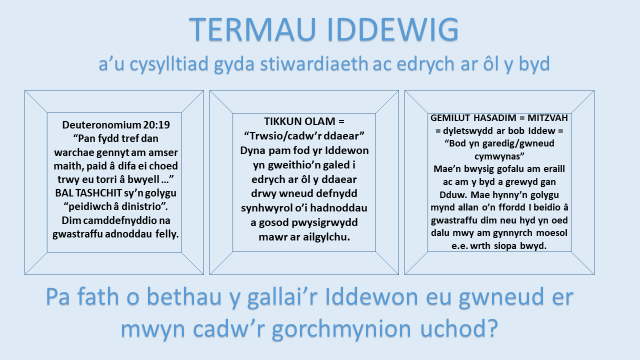 TERMAU IDDEWIG
a'u cysylltiad gyda stiwardiaeth ac edrych ar ôl y byd
Deuteronomium 20:19
“Pan fydd tref dan
warchae gennyt am amser
maith, paid â difa ei choed
trwy eu torri â bwyell …”
BAL TASHCHIT sy'n golygu
“peidiwch â dinistrio”.
Dim camddefnyddio na
gwastraffu adnoddau felly.
TIKKUN OLAM =
“Trwsio/cadw'r ddaear”
Dyna pam fod yr Iddewon
yn gweithio'n galed i
edrych ar ôl y ddaear
drwy wneud defnydd
synhwyrol o'i hadnoddau
a gosod pwysigrwydd
mawr ar ailgylchu.
GEMILUT HASADIM = MITZVAH
= dyletswydd ar bob Iddew =
“Bod yn garedig/gwneud
cymwynas”
Mae'n bwysig gofalu am eraill
ac am y byd a grewyd gan
Dduw. Mae hynny'n golygu
mynd allan o'n ffordd I beidio â
gwastraffu dim neu hyd yn oed
dalu mwy am gynnyrch moesol
e.e. wrth siopa bwyd.
Pa fath o bethau y gallai'r Iddewon eu gwneud er
mwyn cadw'r gorchmynion uchod?